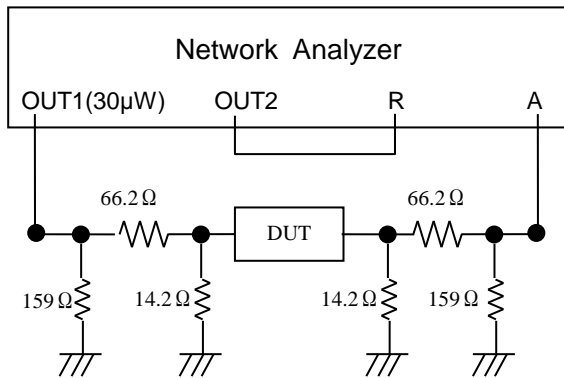 Network Analyzer
OUT1(30µW) OUT2 R A
66.2 Ω 66.2 Ω
DUT
159 Ω 14.2 Ω 14.2 Ω 159 Ω